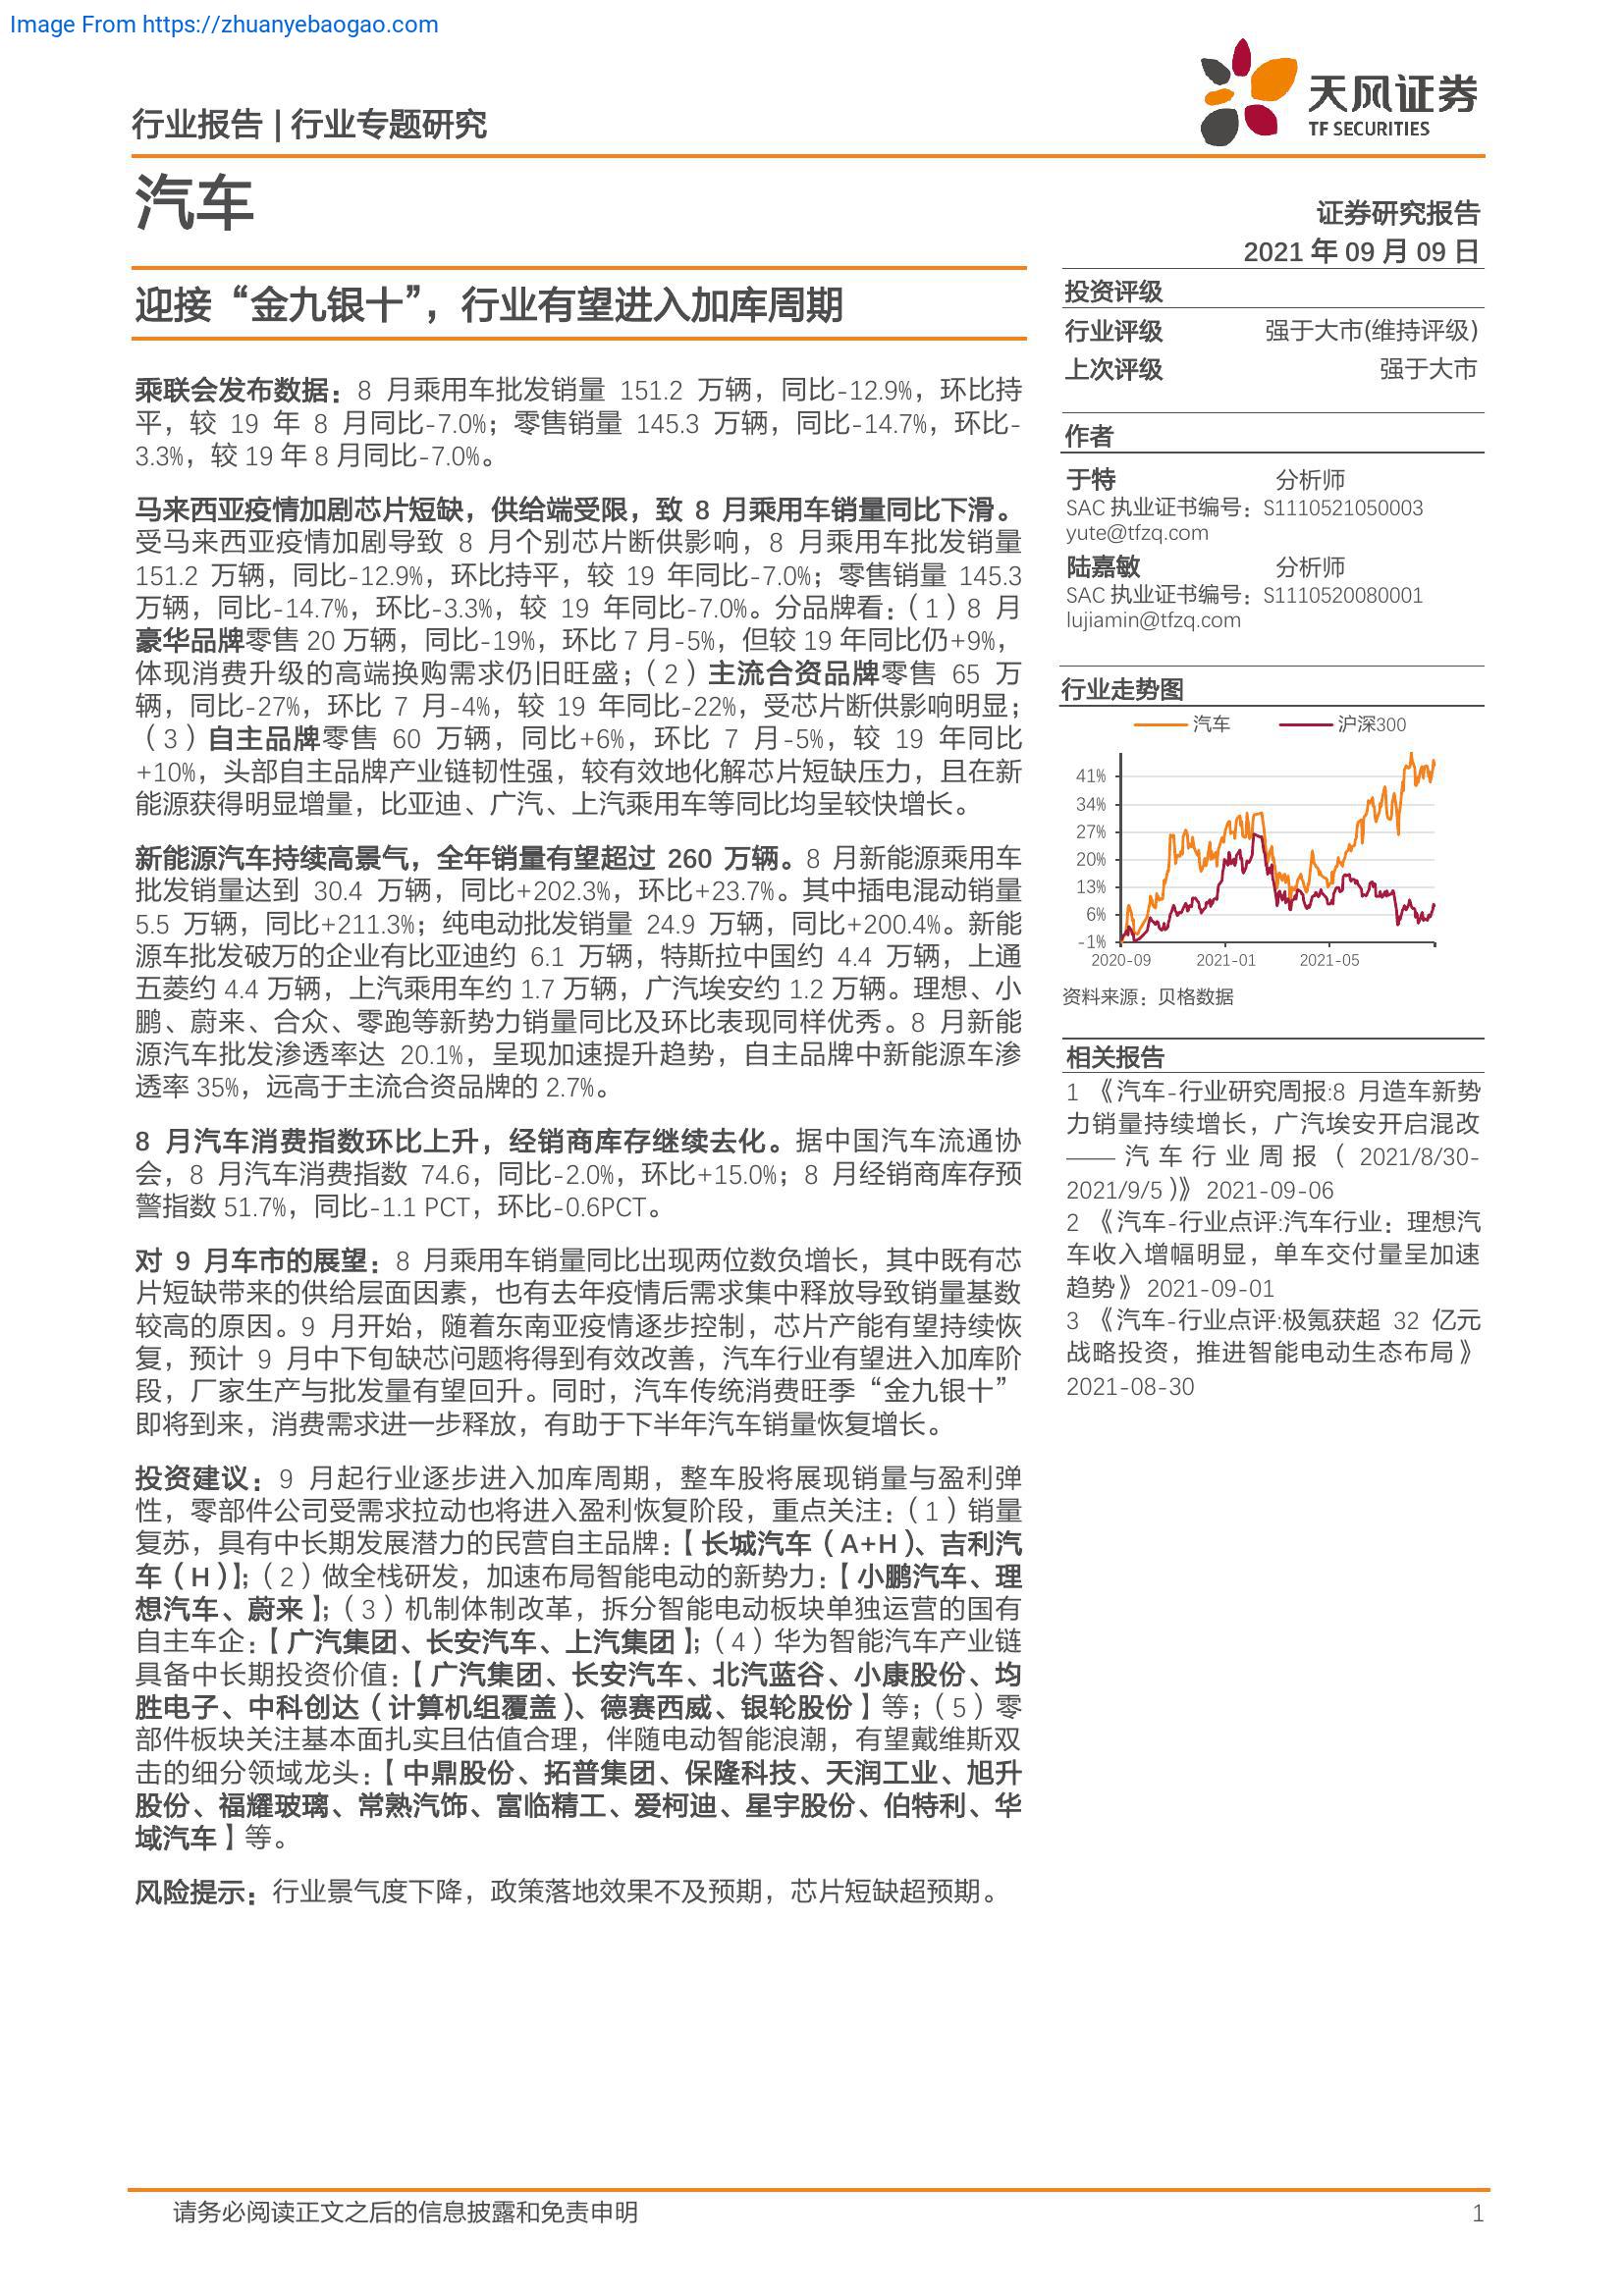 Image From https://zhuanyebaogao.com
行业报告 | 行业专题研究
天风证券
TF SECURITIES
汽车
证券研究报告
2021 年 09 月 09 日
迎接“金九银十”，行业有望进入加库周期
乘联会发布数据：8 月乘用车批发销量 151.2 万辆，同比-12.9%，环比持
平，较 19 年 8 月同比-7.0%；零售销量 145.3 万辆，同比-14.7%，环比-
3.3%，较 19 年 8 月同比-7.0%。
马来西亚疫情加剧芯片短缺，供给端受限，致 8 月乘用车销量同比下滑。
受马来西亚疫情加剧导致 8 月个别芯片断供影响，8 月乘用车批发销量
151.2 万辆，同比-12.9%，环比持平，较 19 年同比-7.0%；零售销量 145.3
万辆，同比-14.7%，环比-3.3%，较 19 年同比-7.0%。分品牌看：（1）8 月
豪华品牌零售 20 万辆，同比-19%，环比 7 月-5%，但较 19 年同比仍+9%，
体现消费升级的高端换购需求仍旧旺盛；（2）主流合资品牌零售 65 万
辆，同比-27%，环比 7 月-4%，较 19 年同比-22%，受芯片断供影响明显；
（3）自主品牌零售 60 万辆，同比+6%，环比 7 月-5%，较 19 年同比
+10%，头部自主品牌产业链韧性强，较有效地化解芯片短缺压力，且在新
能源获得明显增量，比亚迪、广汽、上汽乘用车等同比均呈较快增长。
新能源汽车持续高景气，全年销量有望超过 260 万辆。8 月新能源乘用车
批发销量达到 30.4 万辆，同比+202.3%，环比+23.7%。其中插电混动销量
5.5 万辆，同比+211.3%；纯电动批发销量 24.9 万辆，同比+200.4%。新能
源车批发破万的企业有比亚迪约 6.1 万辆，特斯拉中国约 4.4 万辆，上通
五菱约 4.4 万辆，上汽乘用车约 1.7 万辆，广汽埃安约 1.2 万辆。理想、小
鹏、蔚来、合众、零跑等新势力销量同比及环比表现同样优秀。8 月新能
源汽车批发渗透率达 20.1%，呈现加速提升趋势，自主品牌中新能源车渗
透率 35%，远高于主流合资品牌的 2.7%。
8 月汽车消费指数环比上升，经销商库存继续去化。据中国汽车流通协
会，8 月汽车消费指数 74.6，同比-2.0%，环比+15.0%；8 月经销商库存预
警指数 51.7%，同比-1.1 PCT，环比-0.6PCT。
对 9 月车市的展望：8 月乘用车销量同比出现两位数负增长，其中既有芯
片短缺带来的供给层面因素，也有去年疫情后需求集中释放导致销量基数
较高的原因。9 月开始，随着东南亚疫情逐步控制，芯片产能有望持续恢
复，预计 9 月中下旬缺芯问题将得到有效改善，汽车行业有望进入加库阶
段，厂家生产与批发量有望回升。同时，汽车传统消费旺季“金九银十”
即将到来，消费需求进一步释放，有助于下半年汽车销量恢复增长。
投资建议：9 月起行业逐步进入加库周期，整车股将展现销量与盈利弹
性，零部件公司受需求拉动也将进入盈利恢复阶段，重点关注：（1）销量
复苏，具有中长期发展潜力的民营自主品牌：【长城汽车（A+H）、吉利汽
车（H）】；（2）做全栈研发，加速布局智能电动的新势力：【小鹏汽车、理
想汽车、蔚来】；（3）机制体制改革，拆分智能电动板块单独运营的国有
自主车企：【广汽集团、长安汽车、上汽集团】；（4）华为智能汽车产业链
具备中长期投资价值：【广汽集团、长安汽车、北汽蓝谷、小康股份、均
胜电子、中科创达（计算机组覆盖）、德赛西威、银轮股份】等；（5）零
部件板块关注基本面扎实且估值合理，伴随电动智能浪潮，有望戴维斯双
击的细分领域龙头：【中鼎股份、拓普集团、保隆科技、天润工业、旭升
股份、福耀玻璃、常熟汽饰、富临精工、爱柯迪、星宇股份、伯特利、华
域汽车】等。
风险提示：行业景气度下降，政策落地效果不及预期，芯片短缺超预期。
投资评级
行业评级 强于大市(维持评级)
上次评级 强于大市
作者
于特 分析师
SAC 执业证书编号：S1110521050003
yute@tfzq.com
陆嘉敏 分析师
SAC 执业证书编号：S1110520080001
lujiamin@tfzq.com
行业走势图
汽车 沪深300
41%
34%
27%
20%
13%
6%
-1%
2020-09 2021-01 2021-05
资料来源：贝格数据
相关报告
1 《汽车-行业研究周报:8 月造车新势
力销量持续增长，广汽埃安开启混改
—— 汽车行业周报（ 2021/8/30-
2021/9/5 )》 2021-09-06
2 《汽车-行业点评:汽车行业：理想汽
车收入增幅明显，单车交付量呈加速
趋势》 2021-09-01
3 《汽车-行业点评:极氪获超 32 亿元
战略投资，推进智能电动生态布局》
2021-08-30
请务必阅读正文之后的信息披露和免责申明 1